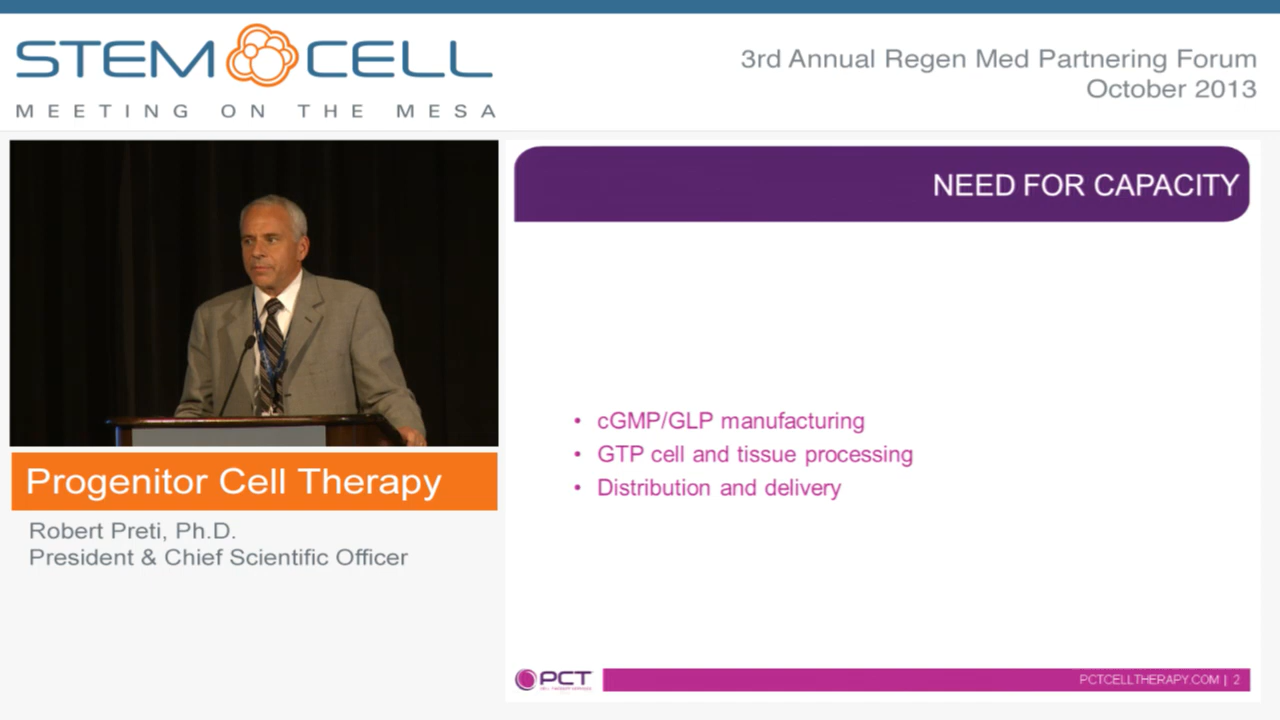 STEM CELL
MEETING ON THE MESA
3rd Annual Regen Med Partnering Forum
October 2013
NEED FOR CAPACITY
• cGMP/GLP manufacturing
• GTP cell and tissue processing
• Distribution and delivery
Progenitor Cell Therapy
Robert Preti, Ph.D.
President & Chief Scientific Officer
PCT
PCTCELLTHERAPY.COM | 2